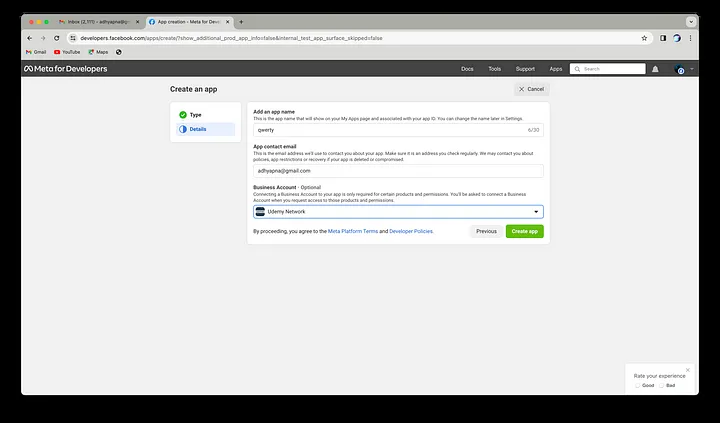 Inbox (2,111) - adhyapna@g
App creation - Meta for Devel
developers.facebook.com/apps/create/?show_additional_prod_app_info=false&internal_test_app_surface_skipped=false
Gmail YouTube Maps
Meta for Developers
Docs Tools Support Apps Search
Create an app
Cancel
Type
Details
Add an app name
This is the app name that will show on your My Apps page and associated with your app ID. You can change the name later in Settings.
qwerty 6/30
App contact email
This is the email address we'll use to contact you about your app. Make sure it is an address you check regularly. We may contact you about
policies, app restrictions or recovery if your app is deleted or compromised.
adhyapna@gmail.com
Business Account · Optional
Connecting a Business Account to your app is only required for certain products and permissions. You'll be asked to connect a Business
Account when you request access to those products and permissions.
Udemy Network
By proceeding, you agree to the Meta Platform Terms and Developer Policies.
Previous Create app
Rate your experience
Good Bad